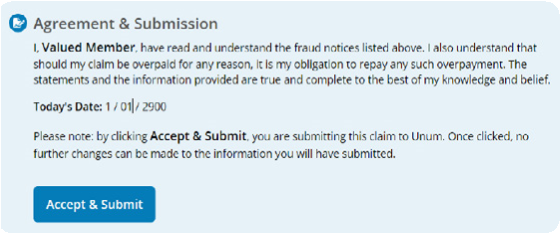 Agreement & Submission
I, Valued Member, have read and understand the fraud notices listed above. I also understand that
should my claim be overpaid for any reason, it is my obligation to repay any such overpayment. The
statements and the information provided are true and complete to the best of my knowledge and belief.
Today's Date: 1 / 01 / 2900
Please note: by clicking Accept & Submit, you are submitting this claim to Unum. Once clicked, no
further changes can be made to the information you will have submitted.
Accept & Submit